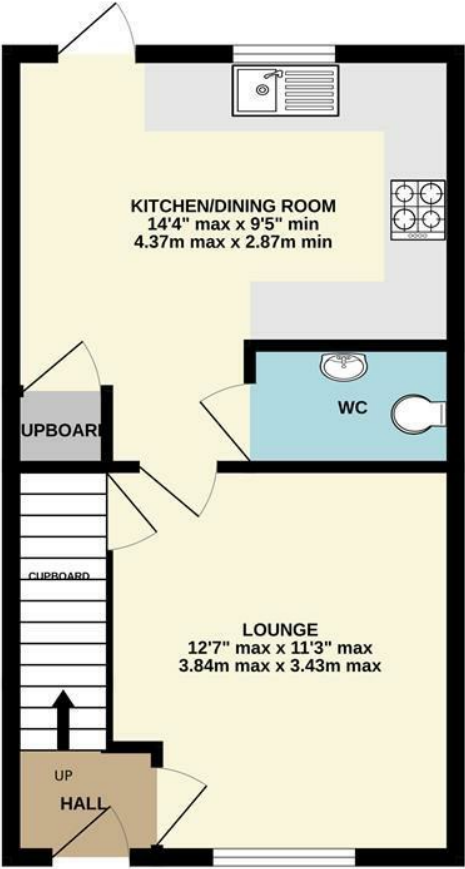 KITCHEN/DINING ROOM
14'4" max x 9'5" min
4.37m max x 2.87m min
WC
UPBOARI
CUPBOARD
LOUNGE
12'7" max x 11'3" max
3.84m max x 3.43m max
UP
HALL